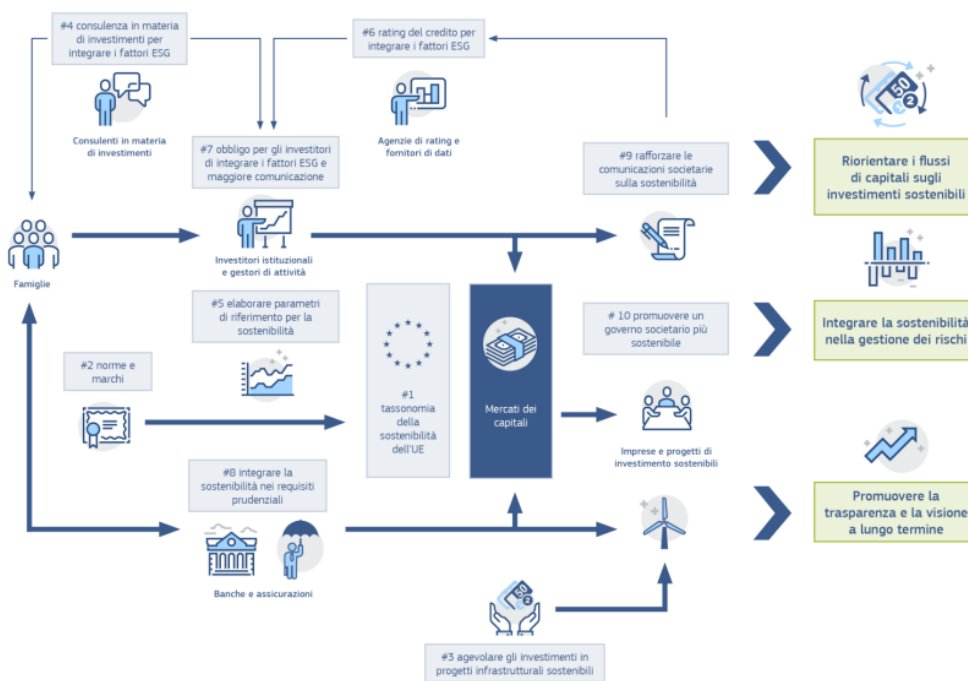 #4 consulenza in materia
di investimenti per
integrare i fattori ESG
#6 rating del credito per
integrare i fattori ESG
Consulenti in materia
di investimenti
Agenzie di rating e
fornitori di dati
#7 obbligo per gli investitori
di integrare i fattori ESG e
maggiore comunicazione
#9 rafforzare le
comunicazioni societarie
sulla sostenibilità
Riorientare i flussi
di capitali sugli
investimenti sostenibili
Famiglie
Investitori istituzionali
e gestori di attività
#5 elaborare parametri
di riferimento per la
sostenibilità
# 10 promuovere un
governo societario più
sostenibile
Integrare la sostenibilità
nella gestione dei rischi
#2 norme e
marchi
#1
tassonomia
della
sostenibilità
dell'UE
Mercati dei
capitali
Imprese e progetti di
investimento sostenibili
#8 integrare la
sostenibilità nei requisiti
prudenziali
Promuovere la
trasparenza e la visione
a lungo termine
Banche e assicurazioni
#3 agevolare gli investimenti in
progetti infrastrutturali sostenibili